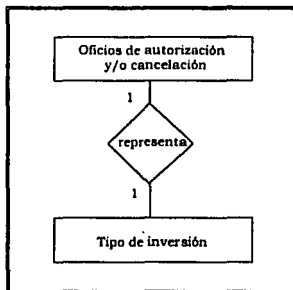 Oficios de autorización
y/o cancelación
1
representa
1
Tipo de inversión